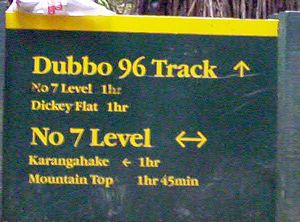 Dubbo 96 Track ↑
No 7 Level 1hr
Dickey Flat 1hr
No 7 Level ↔
Karangahake ← 1hr
Mountain Top 1hr 45min